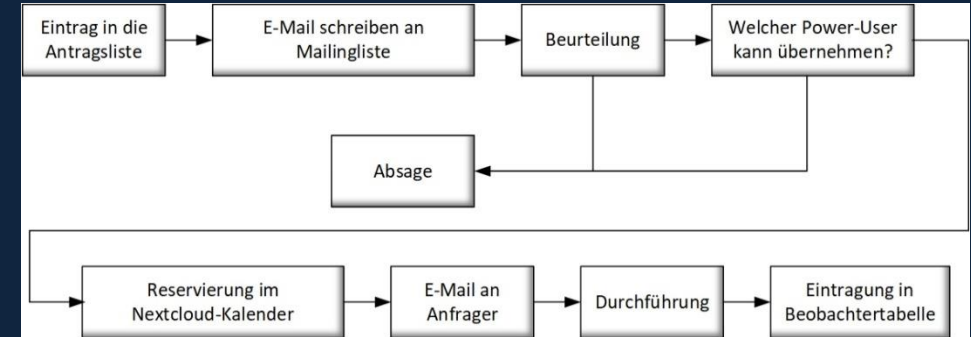 Eintrag in die
Antragsliste
E-Mail schreiben an
Mailingliste
Beurteilung
Welcher Power-User
kann übernehmen?
Absage
Reservierung im
Nextcloud-Kalender
E-Mail an
Anfrager
Durchführung
Eintragung in
Beobachtertabelle